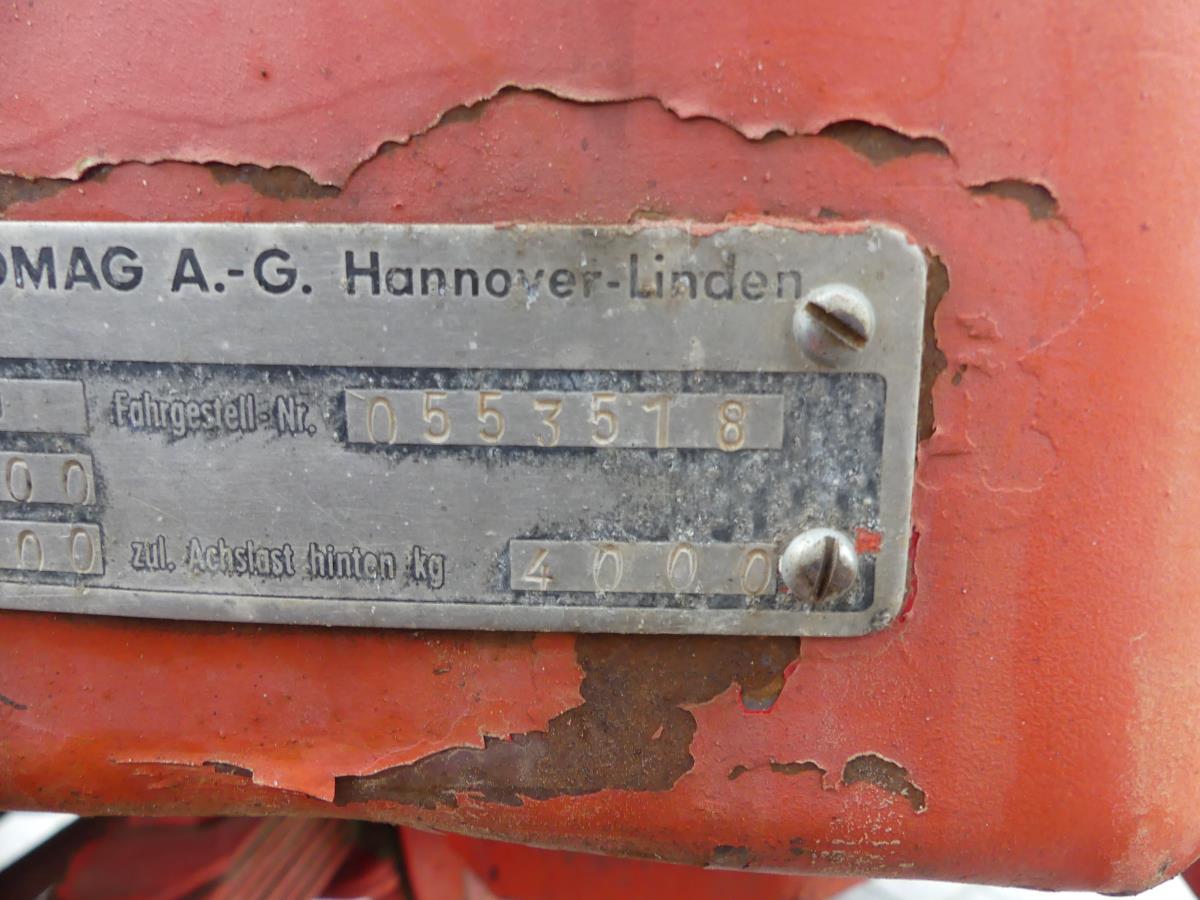 OMAG A.-G. Hannover-Linden
Fahrgestell-Nr. 0553518
00
00 zul. Achslast hinten kg 4000